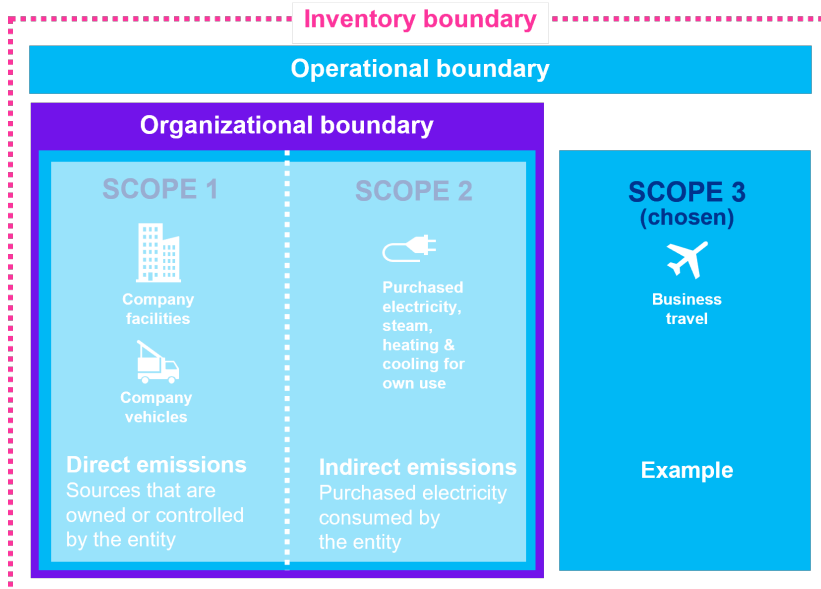 Inventory boundary
Operational boundary
Organizational boundary
SCOPE 1
Company
facilities
Company
vehicles
Direct emissions
Sources that are
owned or controlled
by the entity
SCOPE 2
Purchased
electricity,
steam,
heating &
cooling for
own use
Indirect emissions
Purchased electricity
consumed by
the entity
SCOPE 3
(chosen)
Business
travel
Example